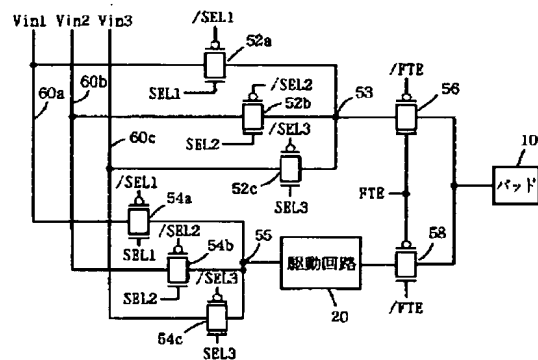 Vin1 Vin2 Vin3
/SEL1
52a
60a
60b
60c
SEL1
/SEL2
52b
53
/FTE
56
SEL2
/SEL3
52c
SEL3
FTE
10
パッド
/SEL1
54a
SEL1
/SEL2
54b
55
SEL2
/SEL3
54c
SEL3
駆動回路
20
58
/FTE